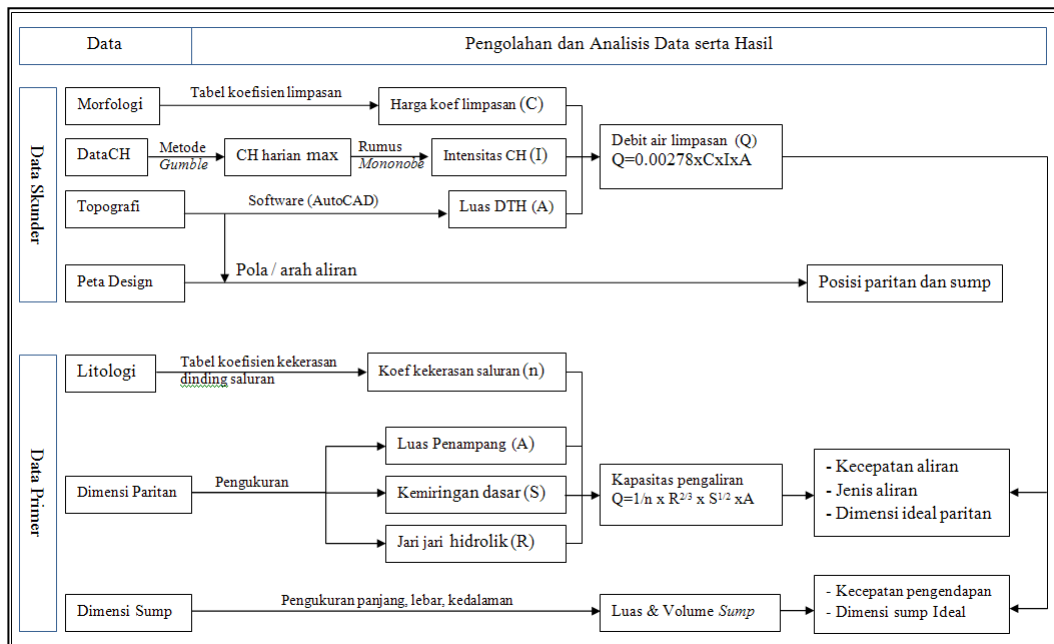 Data
Pengolahan dan Analisis Data serta Hasil
Data Skunder
Morfologi
Tabel koefisien limpasan
Harga koef limpasan (C)
DataCH
Metode
Gumble
CH harian max
Rumus
Mononobe
Intensitas CH (I)
Debit air limpasan (Q)
Q=0.00278xCxIxA
Topografi
Software (AutoCAD)
Luas DTH (A)
Peta Design
Pola / arah aliran
Posisi paritan dan sump
Data Primer
Litologi
Tabel koefisien kekerasan
dinding saluran
Koef kekerasan saluran (n)
Dimensi Paritan
Pengukuran
Luas Penampang (A)
Kemiringan dasar (S)
Jari jari hidrolik (R)
Kapasitas pengaliran
Q=1/n x R^2/3 x S^1/2 xA
- Kecepatan aliran
- Jenis aliran
- Dimensi ideal paritan
Dimensi Sump
Pengukuran panjang, lebar, kedalaman
Luas & Volume Sump
- Kecepatan pengendapan
- Dimensi sump Ideal